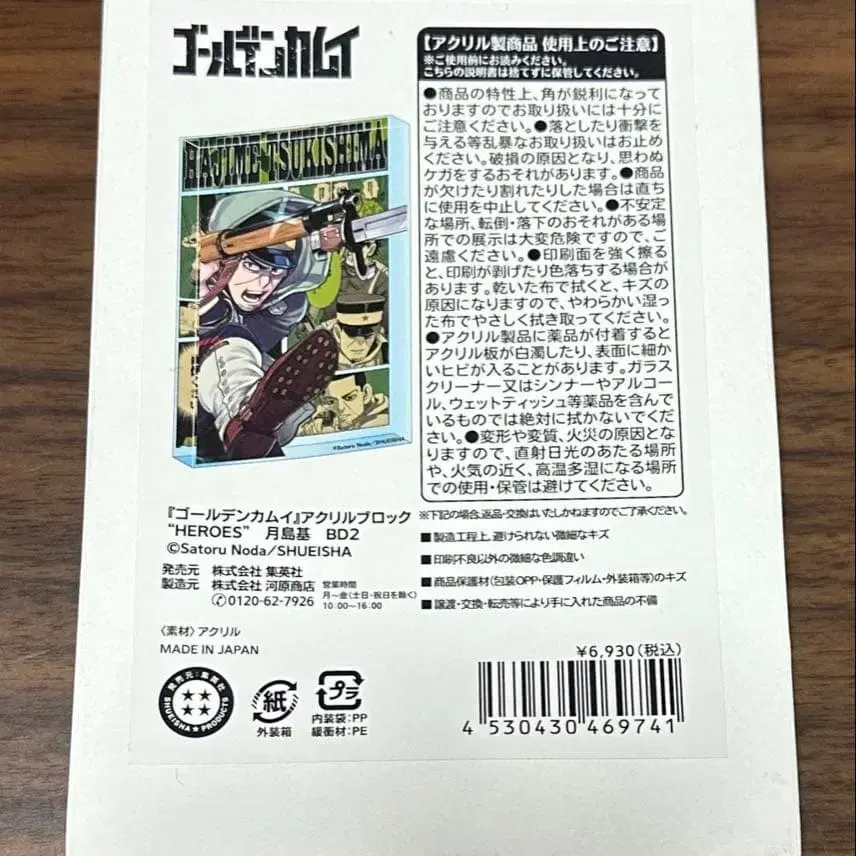 ゴールデンカムイ
HAJIME TSUKISHIMA
©Satoru Noda/SHUEISHA
『ゴールデンカムイ』アクリルブロック
“HEROES” 月島基 BD2
©Satoru Noda/SHUEISHA
発売元 株式会社 集英社
製造元 株式会社 河原商店
0120-62-7926
営業時間
月～金(土日・祝日を除く)
10:00～16:00
〈素材〉アクリル
MADE IN JAPAN
発売元:集英社
SHUEISHA★PRODUCTS
紙
外装箱
プラ
内装袋:PP
緩衝材:PE
【アクリル製商品 使用上のご注意】
※ご使用前にお読みください。
こちらの説明書は捨てずに保管してください。
●商品の特性上、角が鋭利になって
おりますのでお取り扱いには十分に
ご注意ください。●落としたり衝撃を
与える等乱暴なお取り扱いはお止め
ください。破損の原因となり、思わぬ
ケガをするおそれがあります。●商品
が欠けたり割れたりした場合は直ち
に使用を中止してください。●不安定
な場所、転倒・落下のおそれがある場
所での展示は大変危険ですので、ご
遠慮ください。●印刷面を強く擦る
と、印刷が剥げたり色落ちする場合が
あります。乾いた布で拭くと、キズの
原因になりますので、やわらかい湿っ
た布でやさしく拭き取ってください。
●アクリル製品に薬品が付着すると
アクリル板が白濁したり、表面に細か
いヒビが入ることがあります。ガラス
クリーナー又はシンナーやアルコー
ル、ウェットティッシュ等薬品を含んで
いるものでは絶対に拭かないでくだ
さい。●変形や変質、火災の原因とな
りますので、直射日光のあたる場所
や、火気の近く、高温多湿になる場所
での使用・保管は避けてください。
※下記の場合、返品・交換はいたしかねますのでご了承ください。
■製造工程上、避けられない微細なキズ
■印刷不良以外の微細な色調違い
■商品保護材(包装OPP・保護フィルム・外装箱等)のキズ
■譲渡・交換・転売等により手に入れた商品の不備
¥6,930(税込)
4 530430 469741